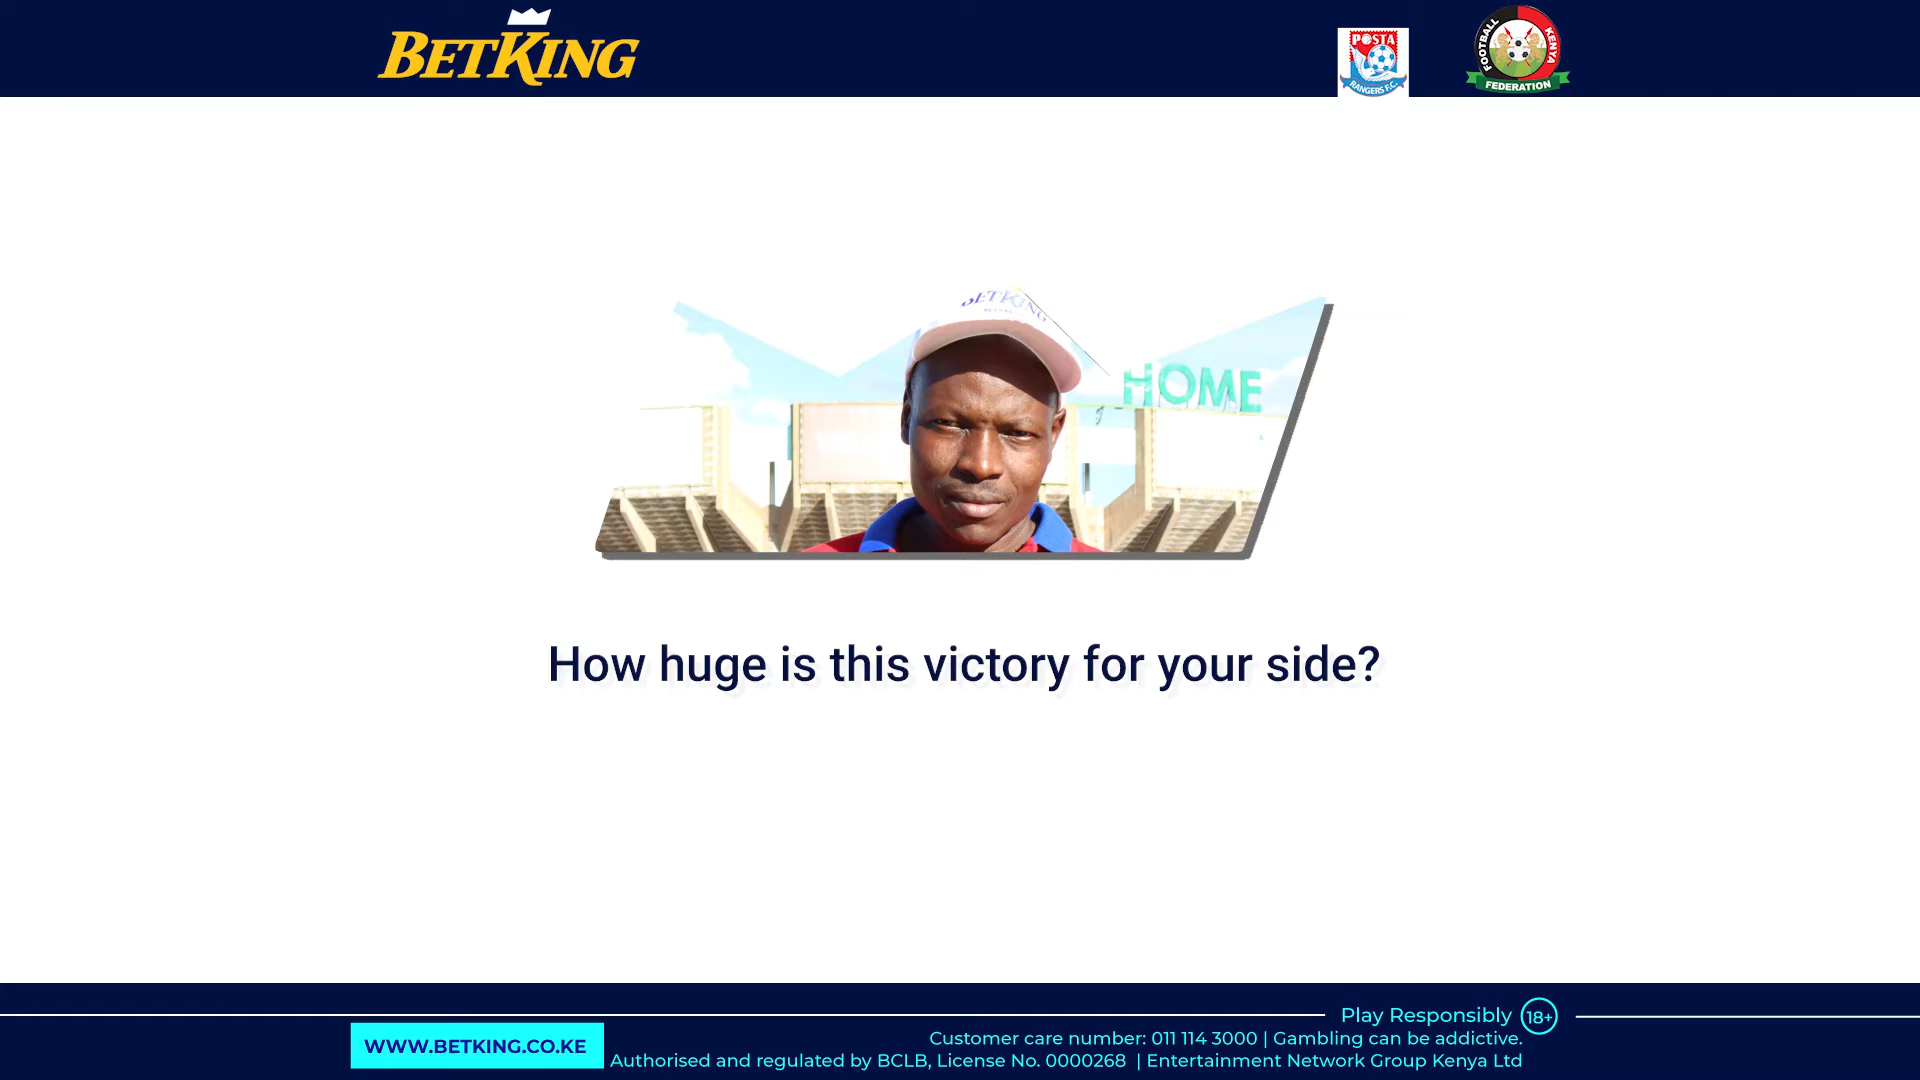 BETKING
POSTA
RANGERS F.C.
FOOTBALL
KENYA
FEDERATION
BETKING
HOME
How huge is this victory for your side?
Play Responsibly 18+
WWW.BETKING.CO.KE
Customer care number: 011 114 3000 | Gambling can be addictive.
Authorised and regulated by BCLB, License No. 0000268 | Entertainment Network Group Kenya Ltd